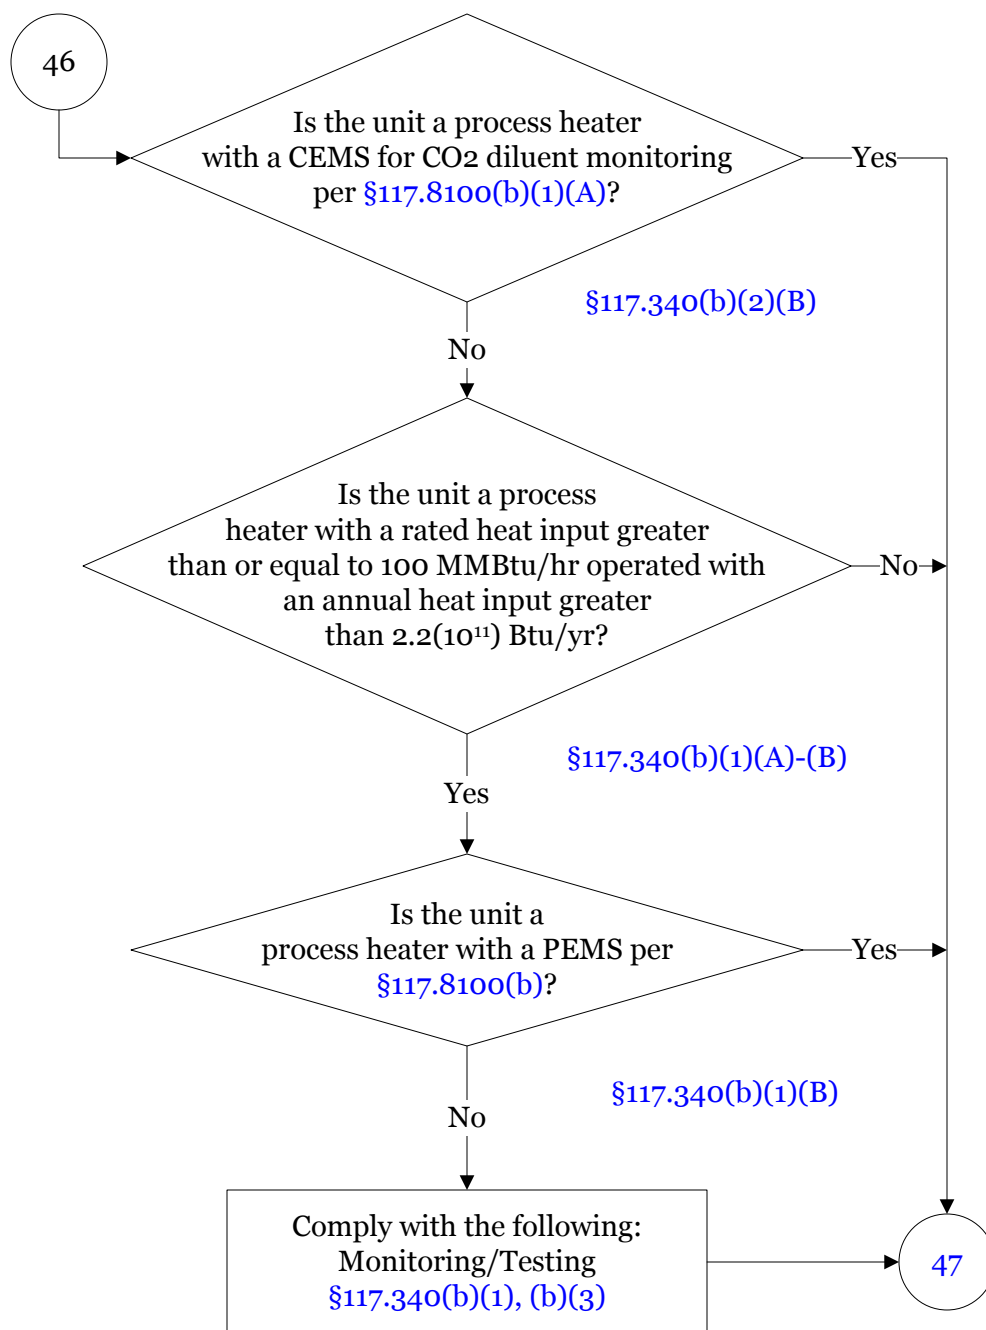 46
Is the unit a process heater
with a CEMS for CO2 diluent monitoring
per §117.8100(b)(1)(A)?
Yes
§117.340(b)(2)(B)
No
Is the unit a process
heater with a rated heat input greater
than or equal to 100 MMBtu/hr operated with
an annual heat input greater
than 2.2(10¹¹) Btu/yr?
No
§117.340(b)(1)(A)-(B)
Yes
Is the unit a
process heater with a PEMS per
§117.8100(b)?
Yes
§117.340(b)(1)(B)
No
Comply with the following:
Monitoring/Testing
§117.340(b)(1), (b)(3)
47